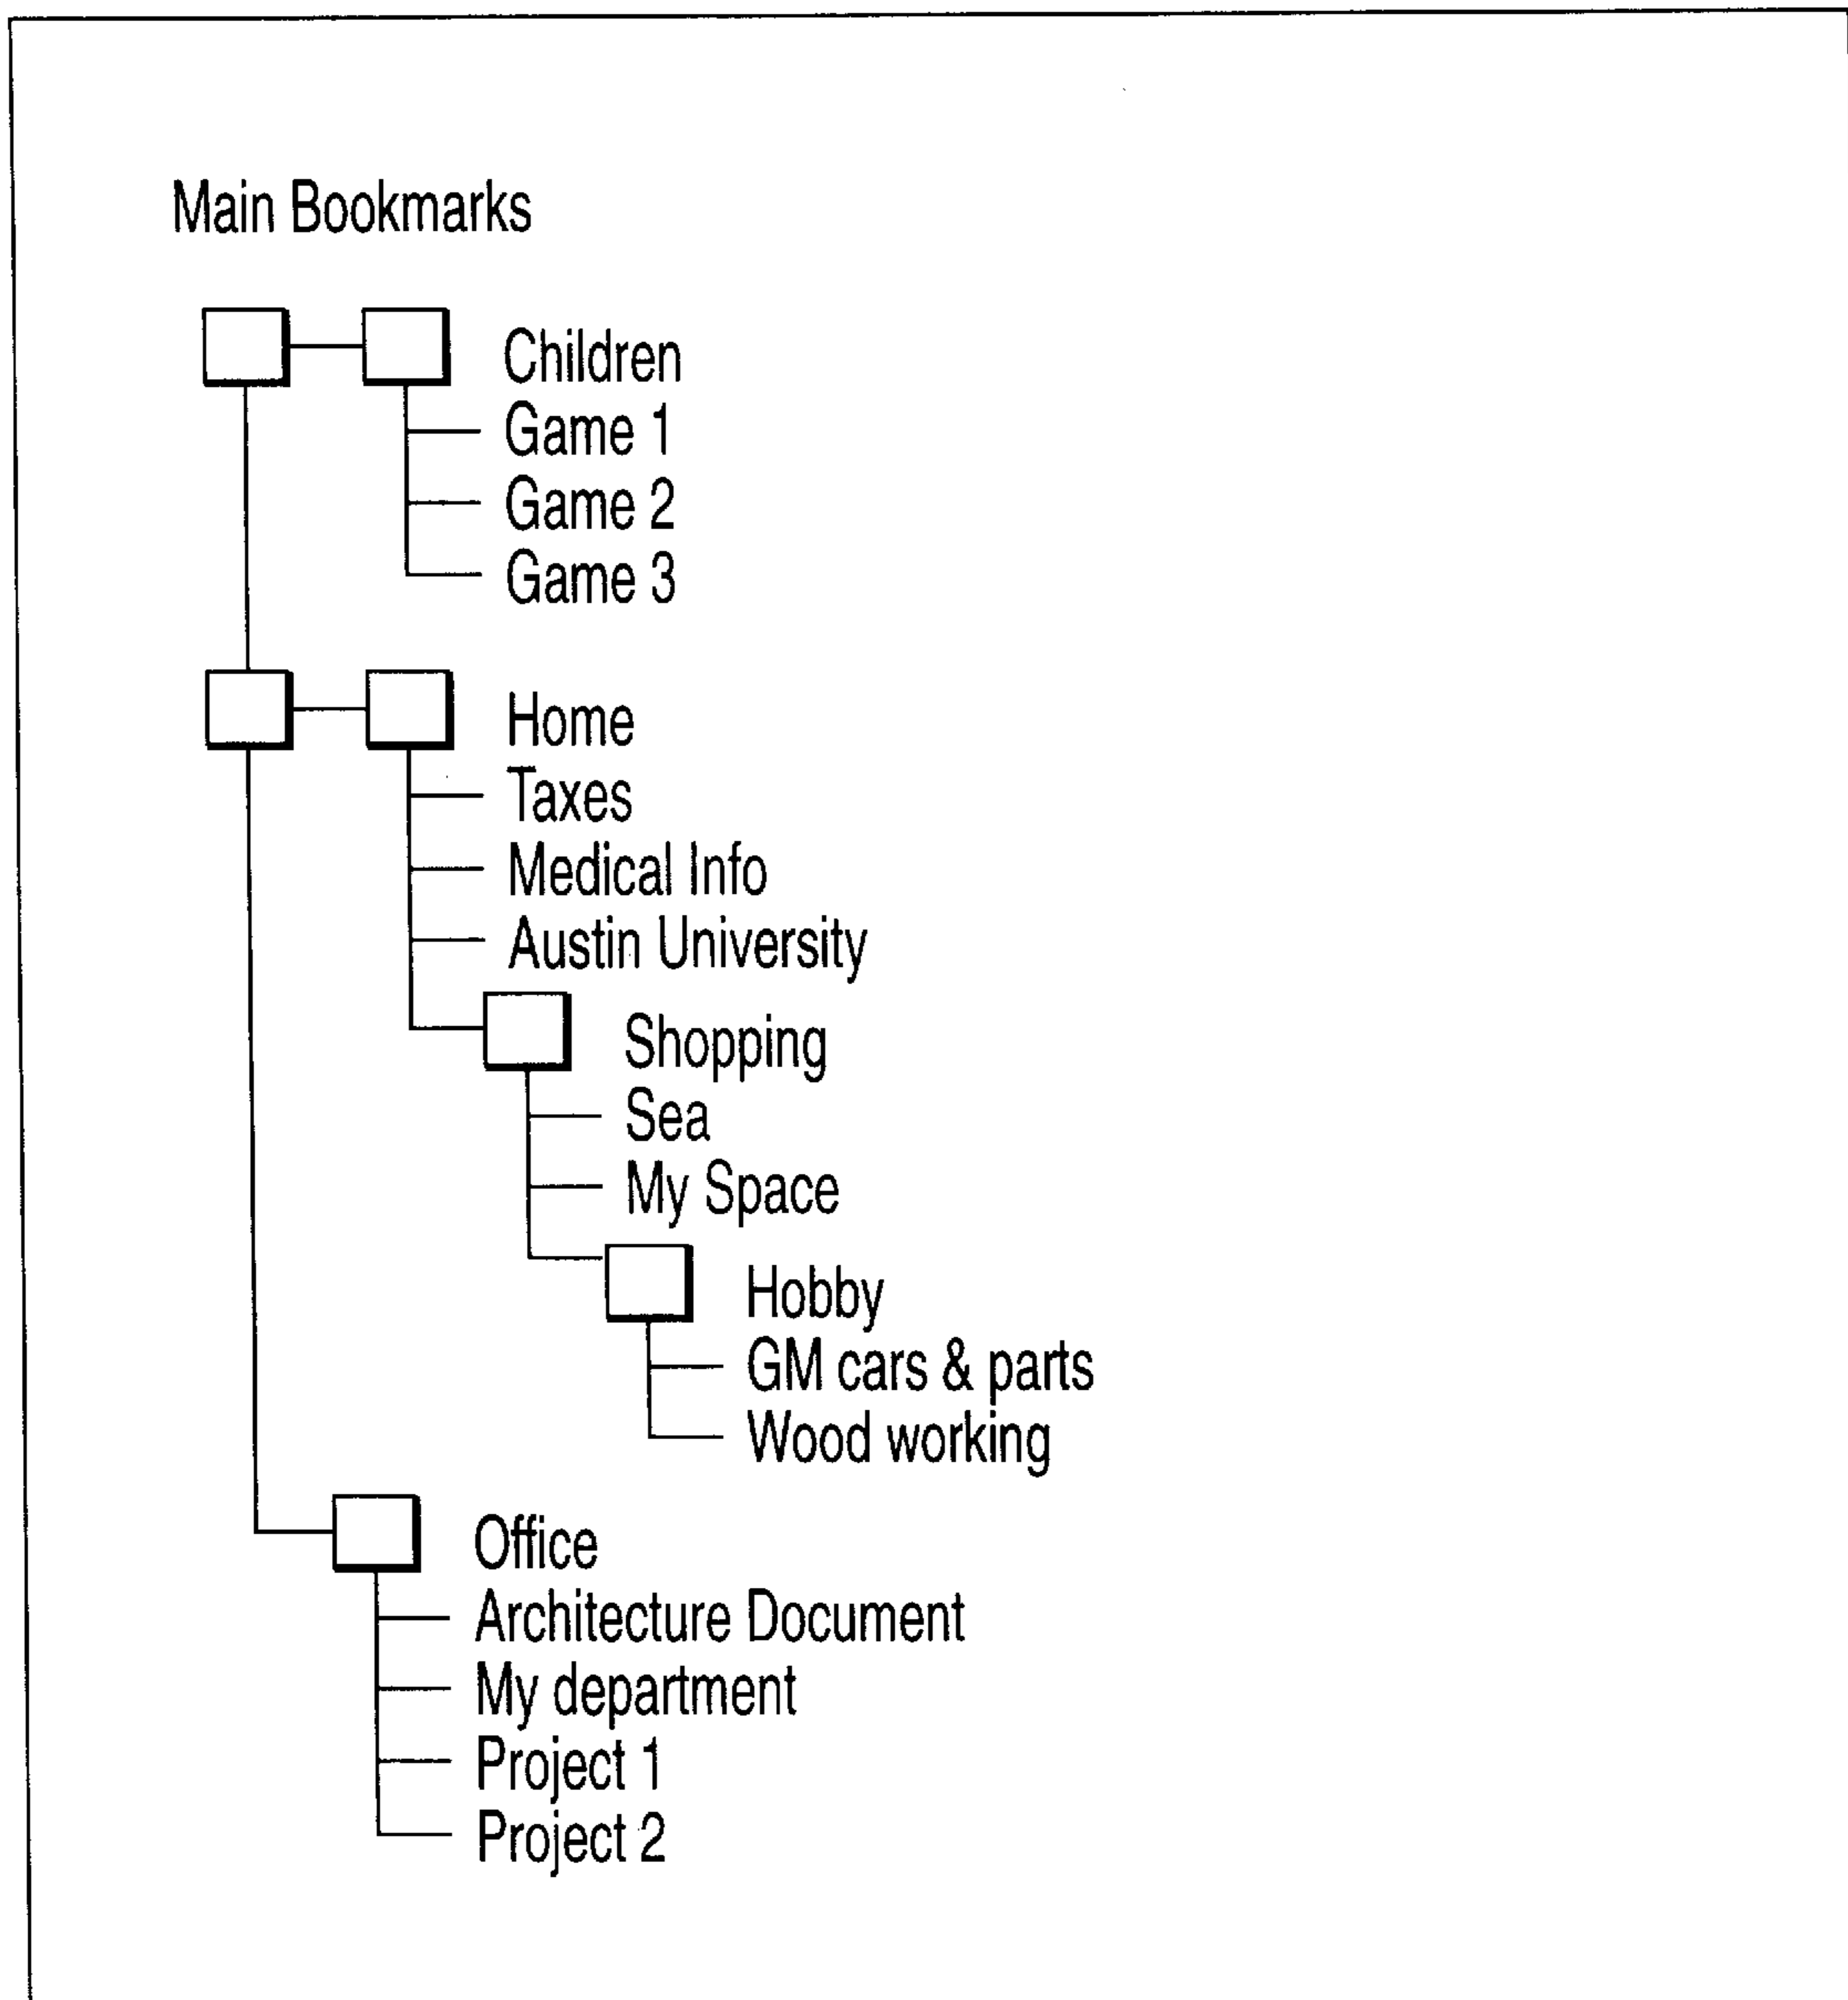 Main Bookmarks
Children
Game 1
Game 2
Game 3
Home
Taxes
Medical Info
Austin University
Shopping
Sea
My Space
Hobby
GM cars & parts
Wood working
Office
Architecture Document
My department
Project 1
Project 2